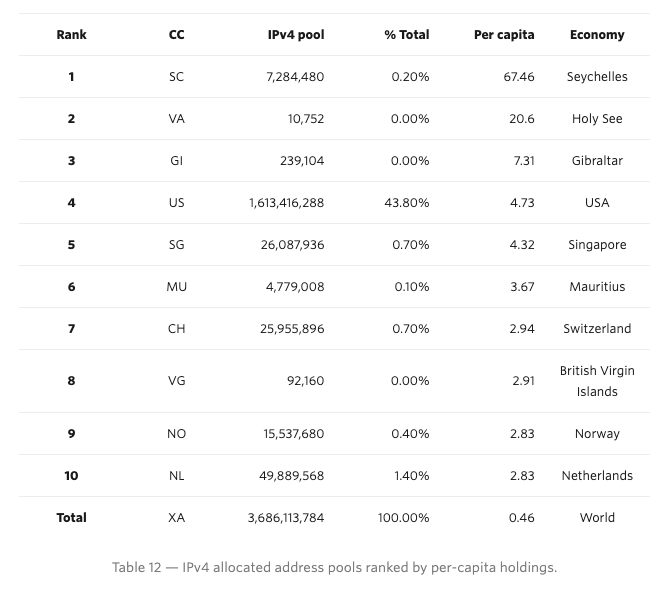 Rank CC IPv4 pool % Total Per capita Economy
1 SC 7,284,480 0.20% 67.46 Seychelles
2 VA 10,752 0.00% 20.6 Holy See
3 GI 239,104 0.00% 7.31 Gibraltar
4 US 1,613,416,288 43.80% 4.73 USA
5 SG 26,087,936 0.70% 4.32 Singapore
6 MU 4,779,008 0.10% 3.67 Mauritius
7 CH 25,955,896 0.70% 2.94 Switzerland
8 VG 92,160 0.00% 2.91 British Virgin
Islands
9 NO 15,537,680 0.40% 2.83 Norway
10 NL 49,889,568 1.40% 2.83 Netherlands
Total XA 3,686,113,784 100.00% 0.46 World
Table 12 — IPv4 allocated address pools ranked by per-capita holdings.